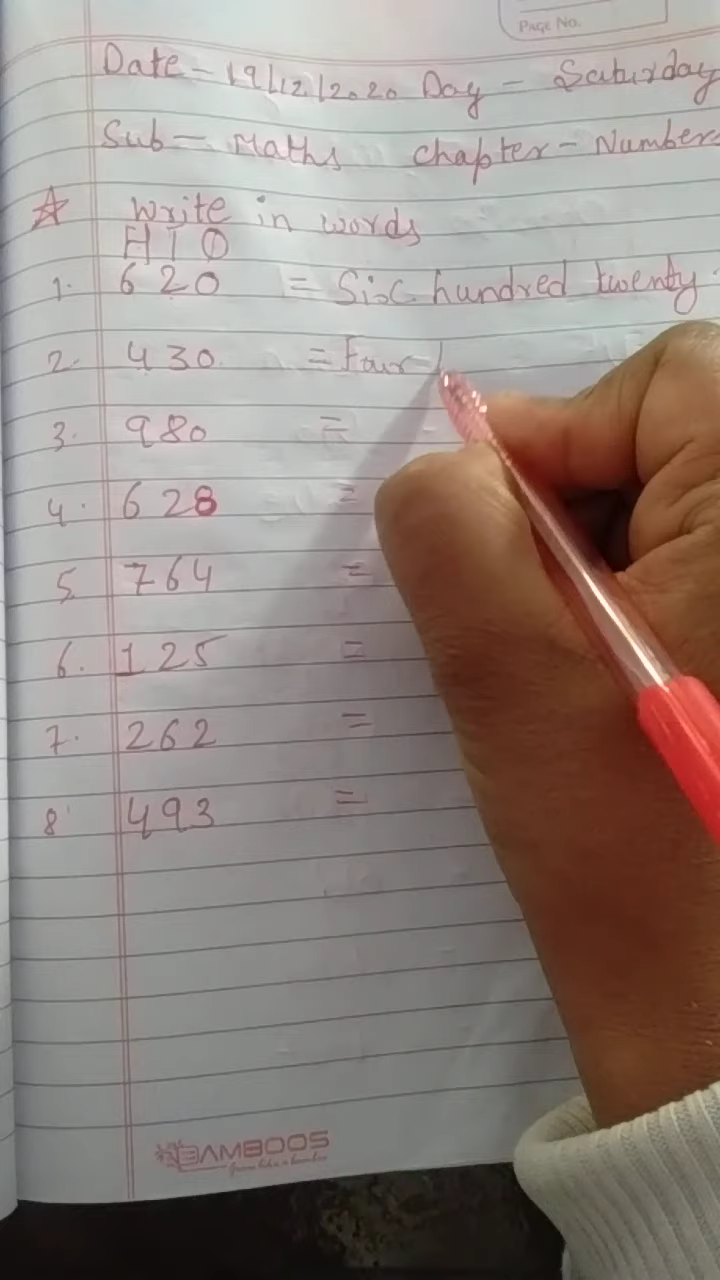 PAGE NO.
Date - 19/12/2020 Day - Saturday
Sub - Maths Chapter - Numbers
Write in words
H T O
1. 620 = Six hundred twenty
2. 430 = Four
3. 980 =
4. 628 =
5. 764 =
6. 125 =
7. 262 =
8. 493 =
BAMBOOS